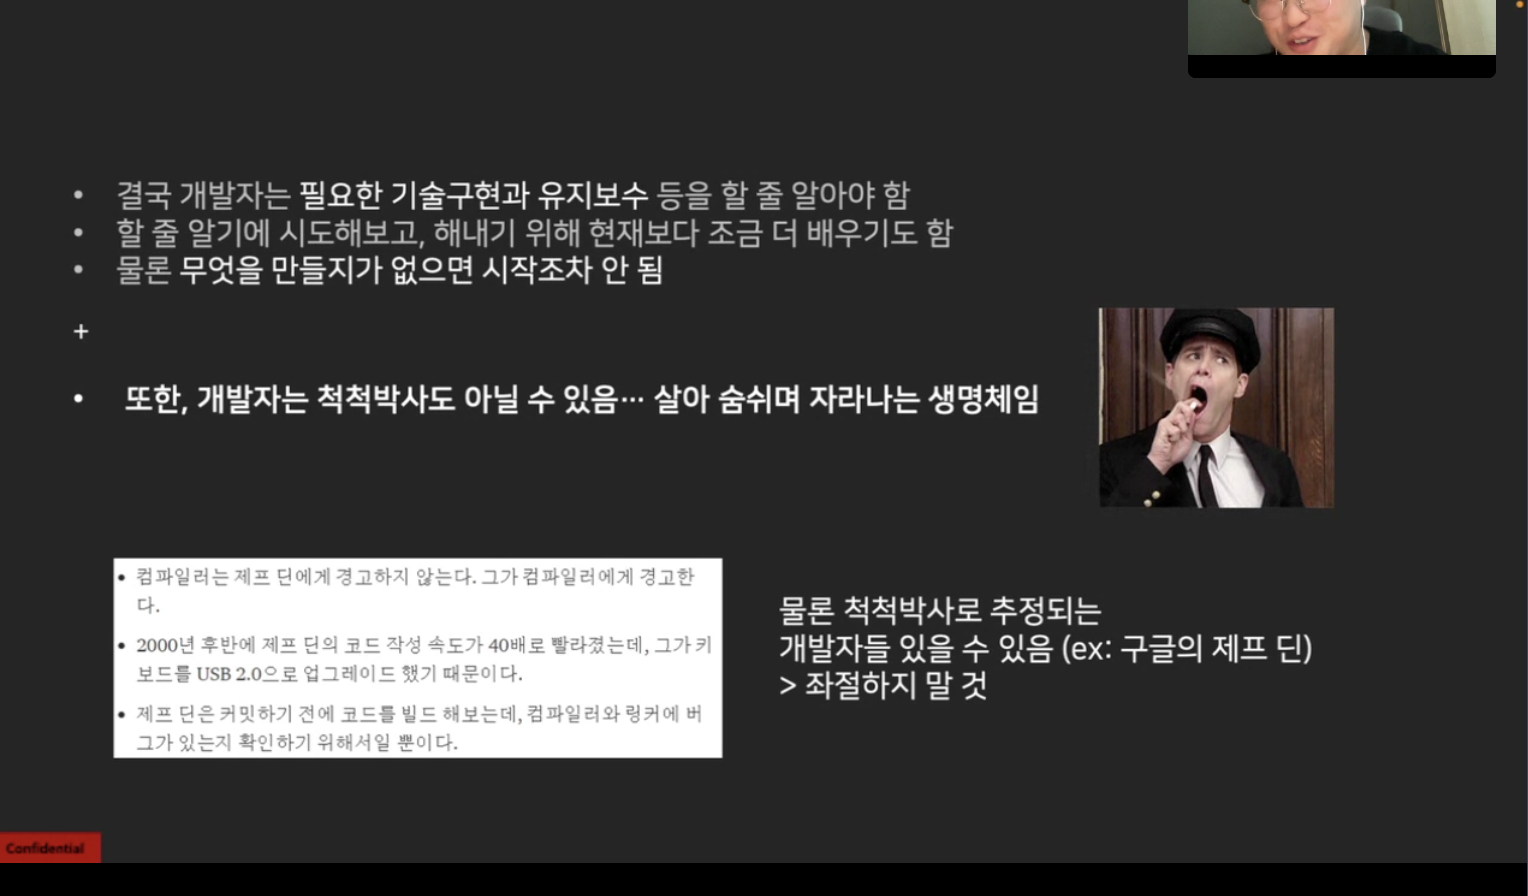 • 결국 개발자는 필요한 기술구현과 유지보수 등을 할 줄 알아야 함
• 할 줄 알기에 시도해보고, 해내기 위해 현재보다 조금 더 배우기도 함
• 물론 무엇을 만들지가 없으면 시작조차 안 됨
+
• 또한, 개발자는 척척박사도 아닐 수 있음… 살아 숨쉬며 자라나는 생명체임
• 컴파일러는 제프 딘에게 경고하지 않는다. 그가 컴파일러에게 경고한
다.
• 2000년 후반에 제프 딘의 코드 작성 속도가 40배로 빨라졌는데, 그가 키
보드를 USB 2.0으로 업그레이드 했기 때문이다.
• 제프 딘은 커밋하기 전에 코드를 빌드 해보는데, 컴파일러와 링커에 버
그가 있는지 확인하기 위해서일 뿐이다.
물론 척척박사로 추정되는
개발자들 있을 수 있음 (ex: 구글의 제프 딘)
> 좌절하지 말 것
Confidential